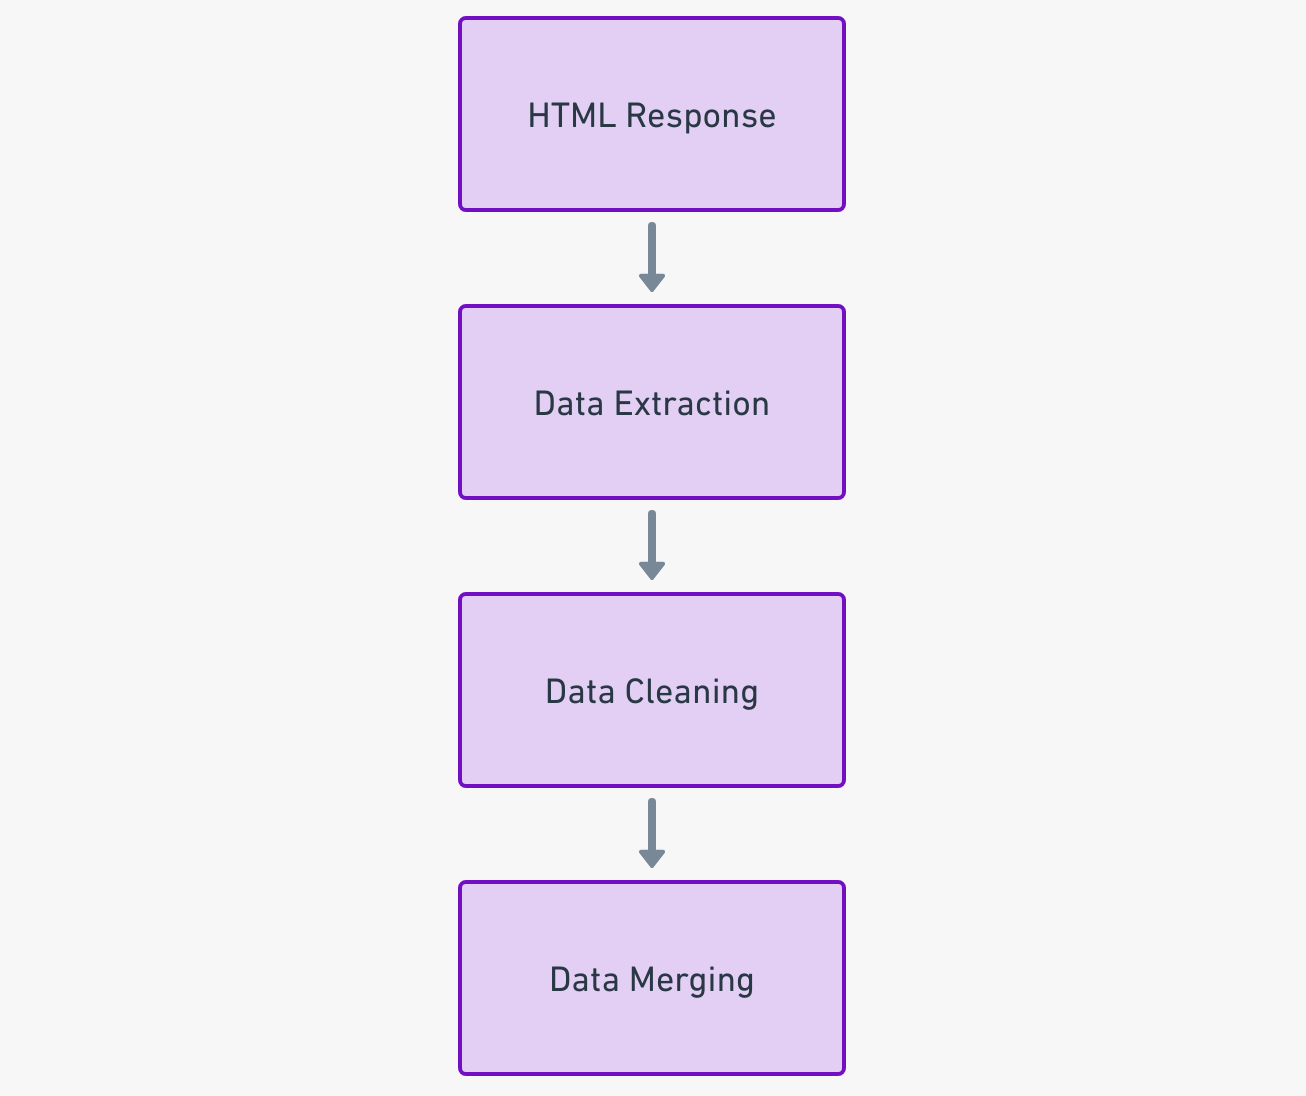 HTML Response
Data Extraction
Data Cleaning
Data Merging